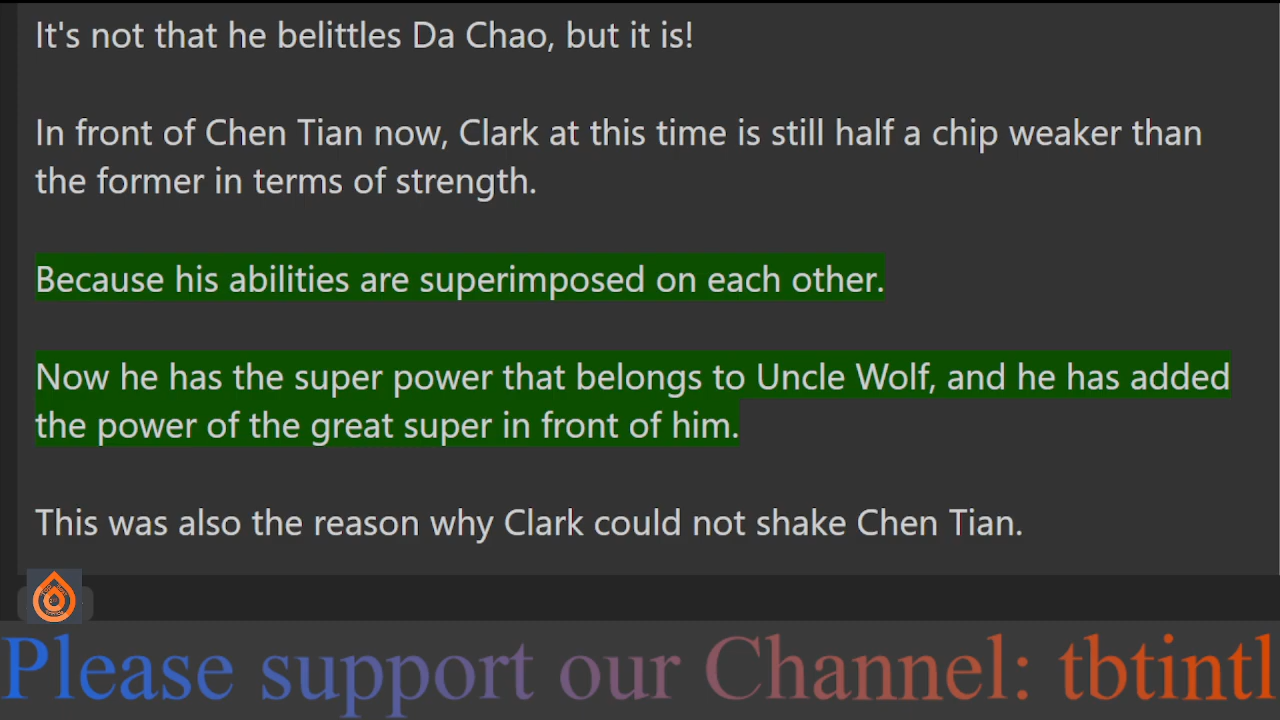 It's not that he belittles Da Chao, but it is!
In front of Chen Tian now, Clark at this time is still half a chip weaker than
the former in terms of strength.
Because his abilities are superimposed on each other.
Now he has the super power that belongs to Uncle Wolf, and he has added
the power of the great super in front of him.
This was also the reason why Clark could not shake Chen Tian.
Please support our Channel: tbtintl